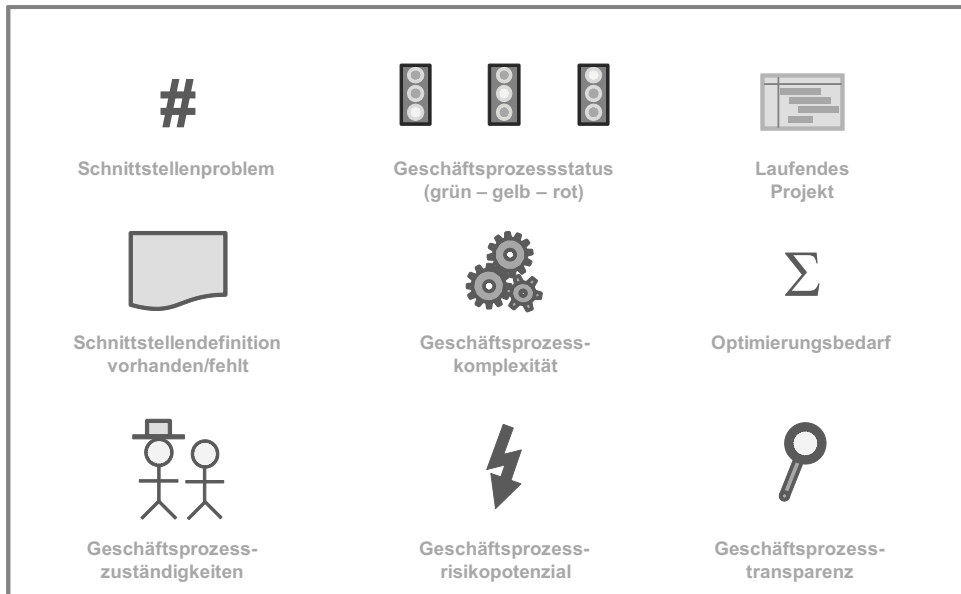 #
Schnittstellenproblem
Geschäftsprozessstatus
(grün – gelb – rot)
Laufendes
Projekt
Σ
Schnittstellendefinition
vorhanden/fehlt
Geschäftsprozess-
komplexität
Optimierungsbedarf
Geschäftsprozess-
zuständigkeiten
Geschäftsprozess-
risikopotenzial
Geschäftsprozess-
transparenz